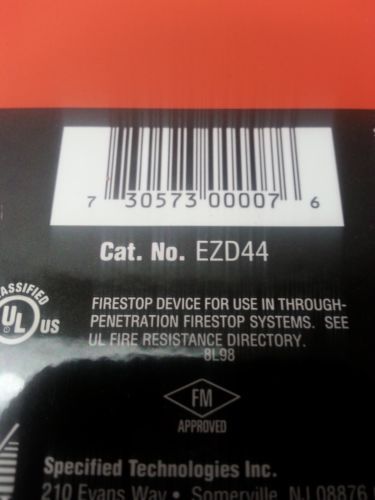 7 30573 00007 6
Cat. No. EZD44
CLASSIFIED
UL US
FIRESTOP DEVICE FOR USE IN THROUGH-
PENETRATION FIRESTOP SYSTEMS. SEE
UL FIRE RESISTANCE DIRECTORY.
8L98
FM
APPROVED
Specified Technologies Inc.
210 Evans Way • Somerville, NJ 08876